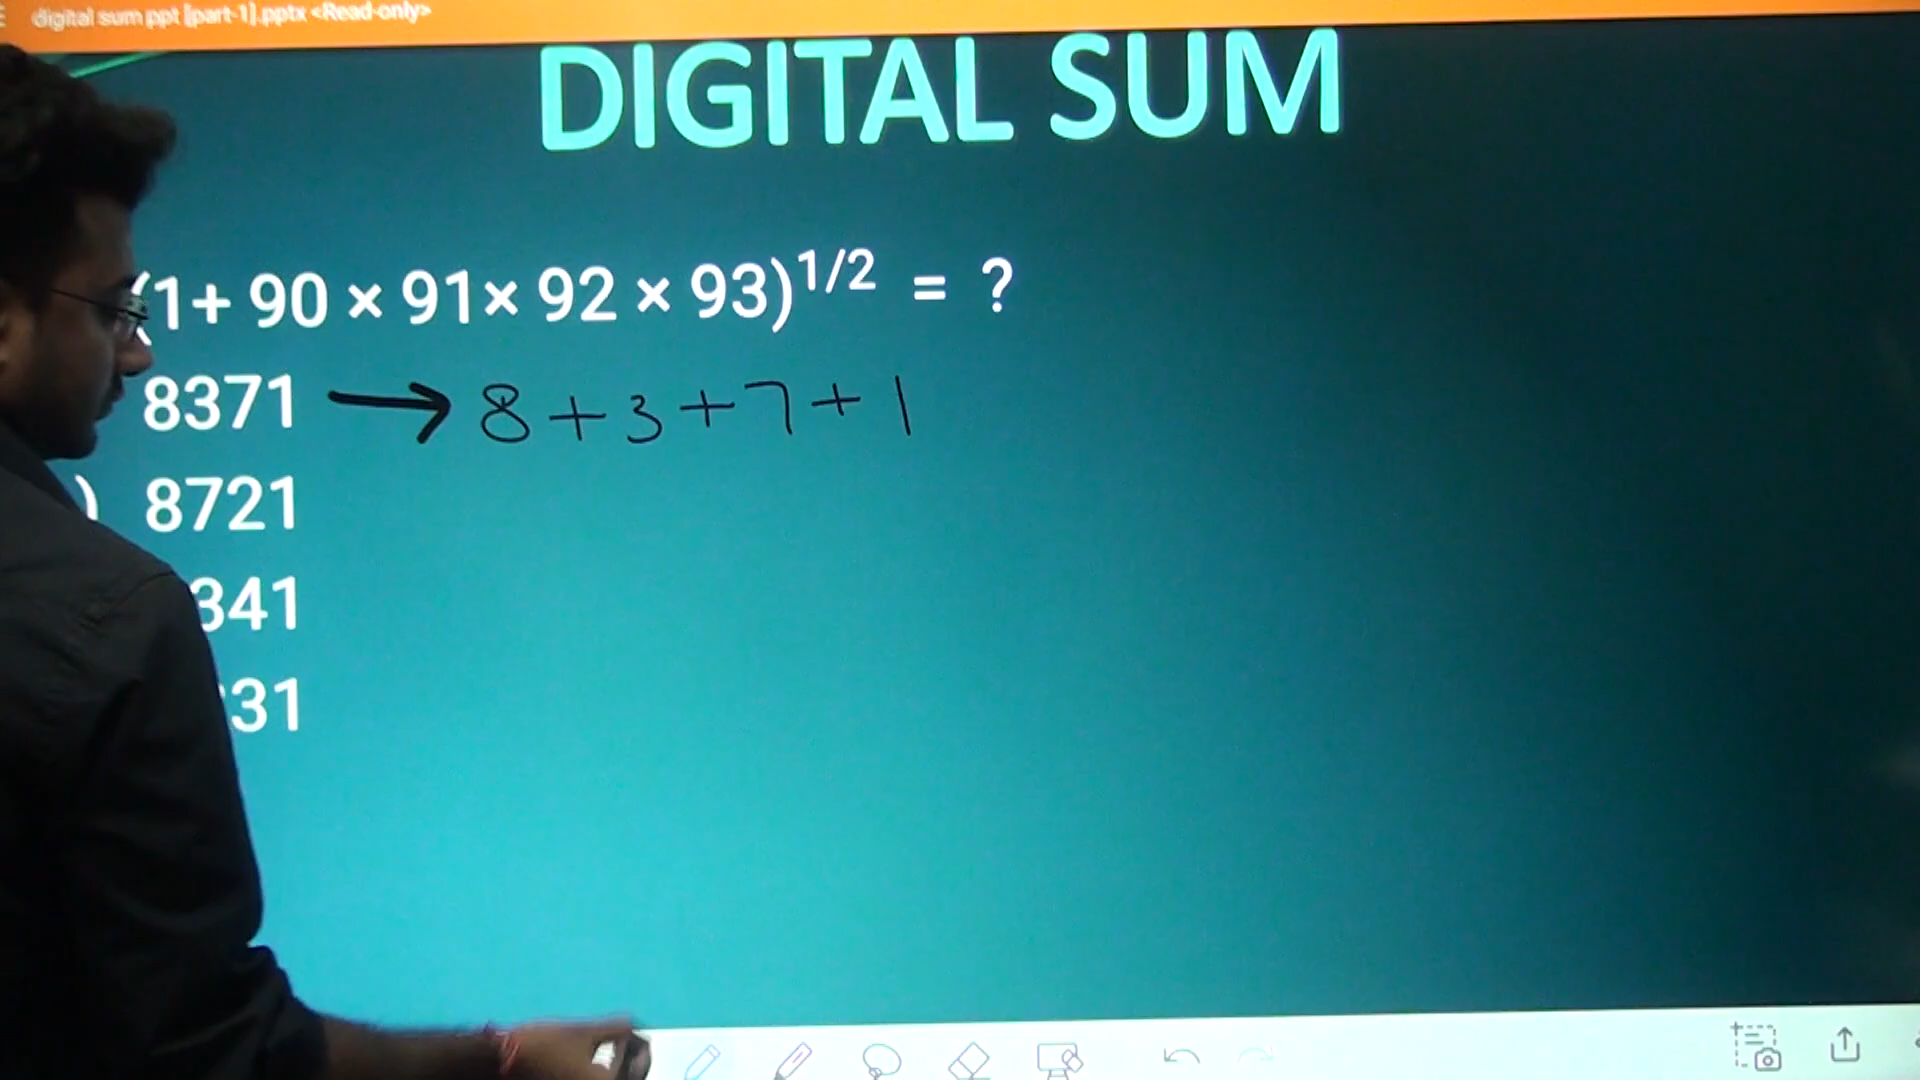 digital sum ppt [part-1].pptx <Read-only>
DIGITAL SUM
(1+ 90 × 91× 92 × 93)^1/2 = ?
8371 → 8+3+7+1
) 8721
341
31